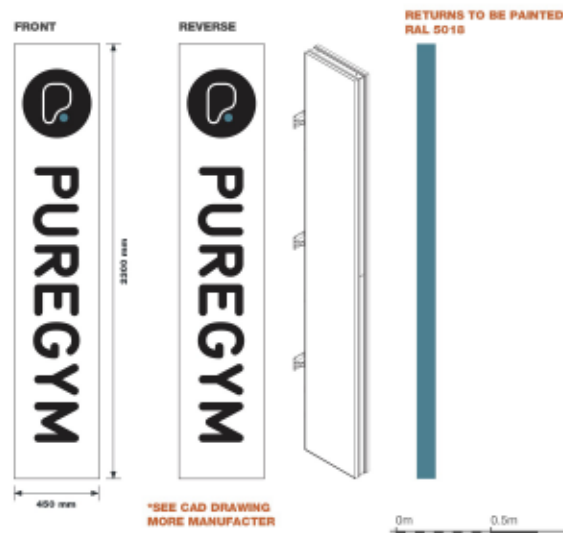 FRONT
REVERSE
RETURNS TO BE PAINTED
RAL 5018
PUREGYM
PUREGYM
2300 mm
450 mm
*SEE CAD DRAWING
MORE MANUFACTER
0m
0.5m